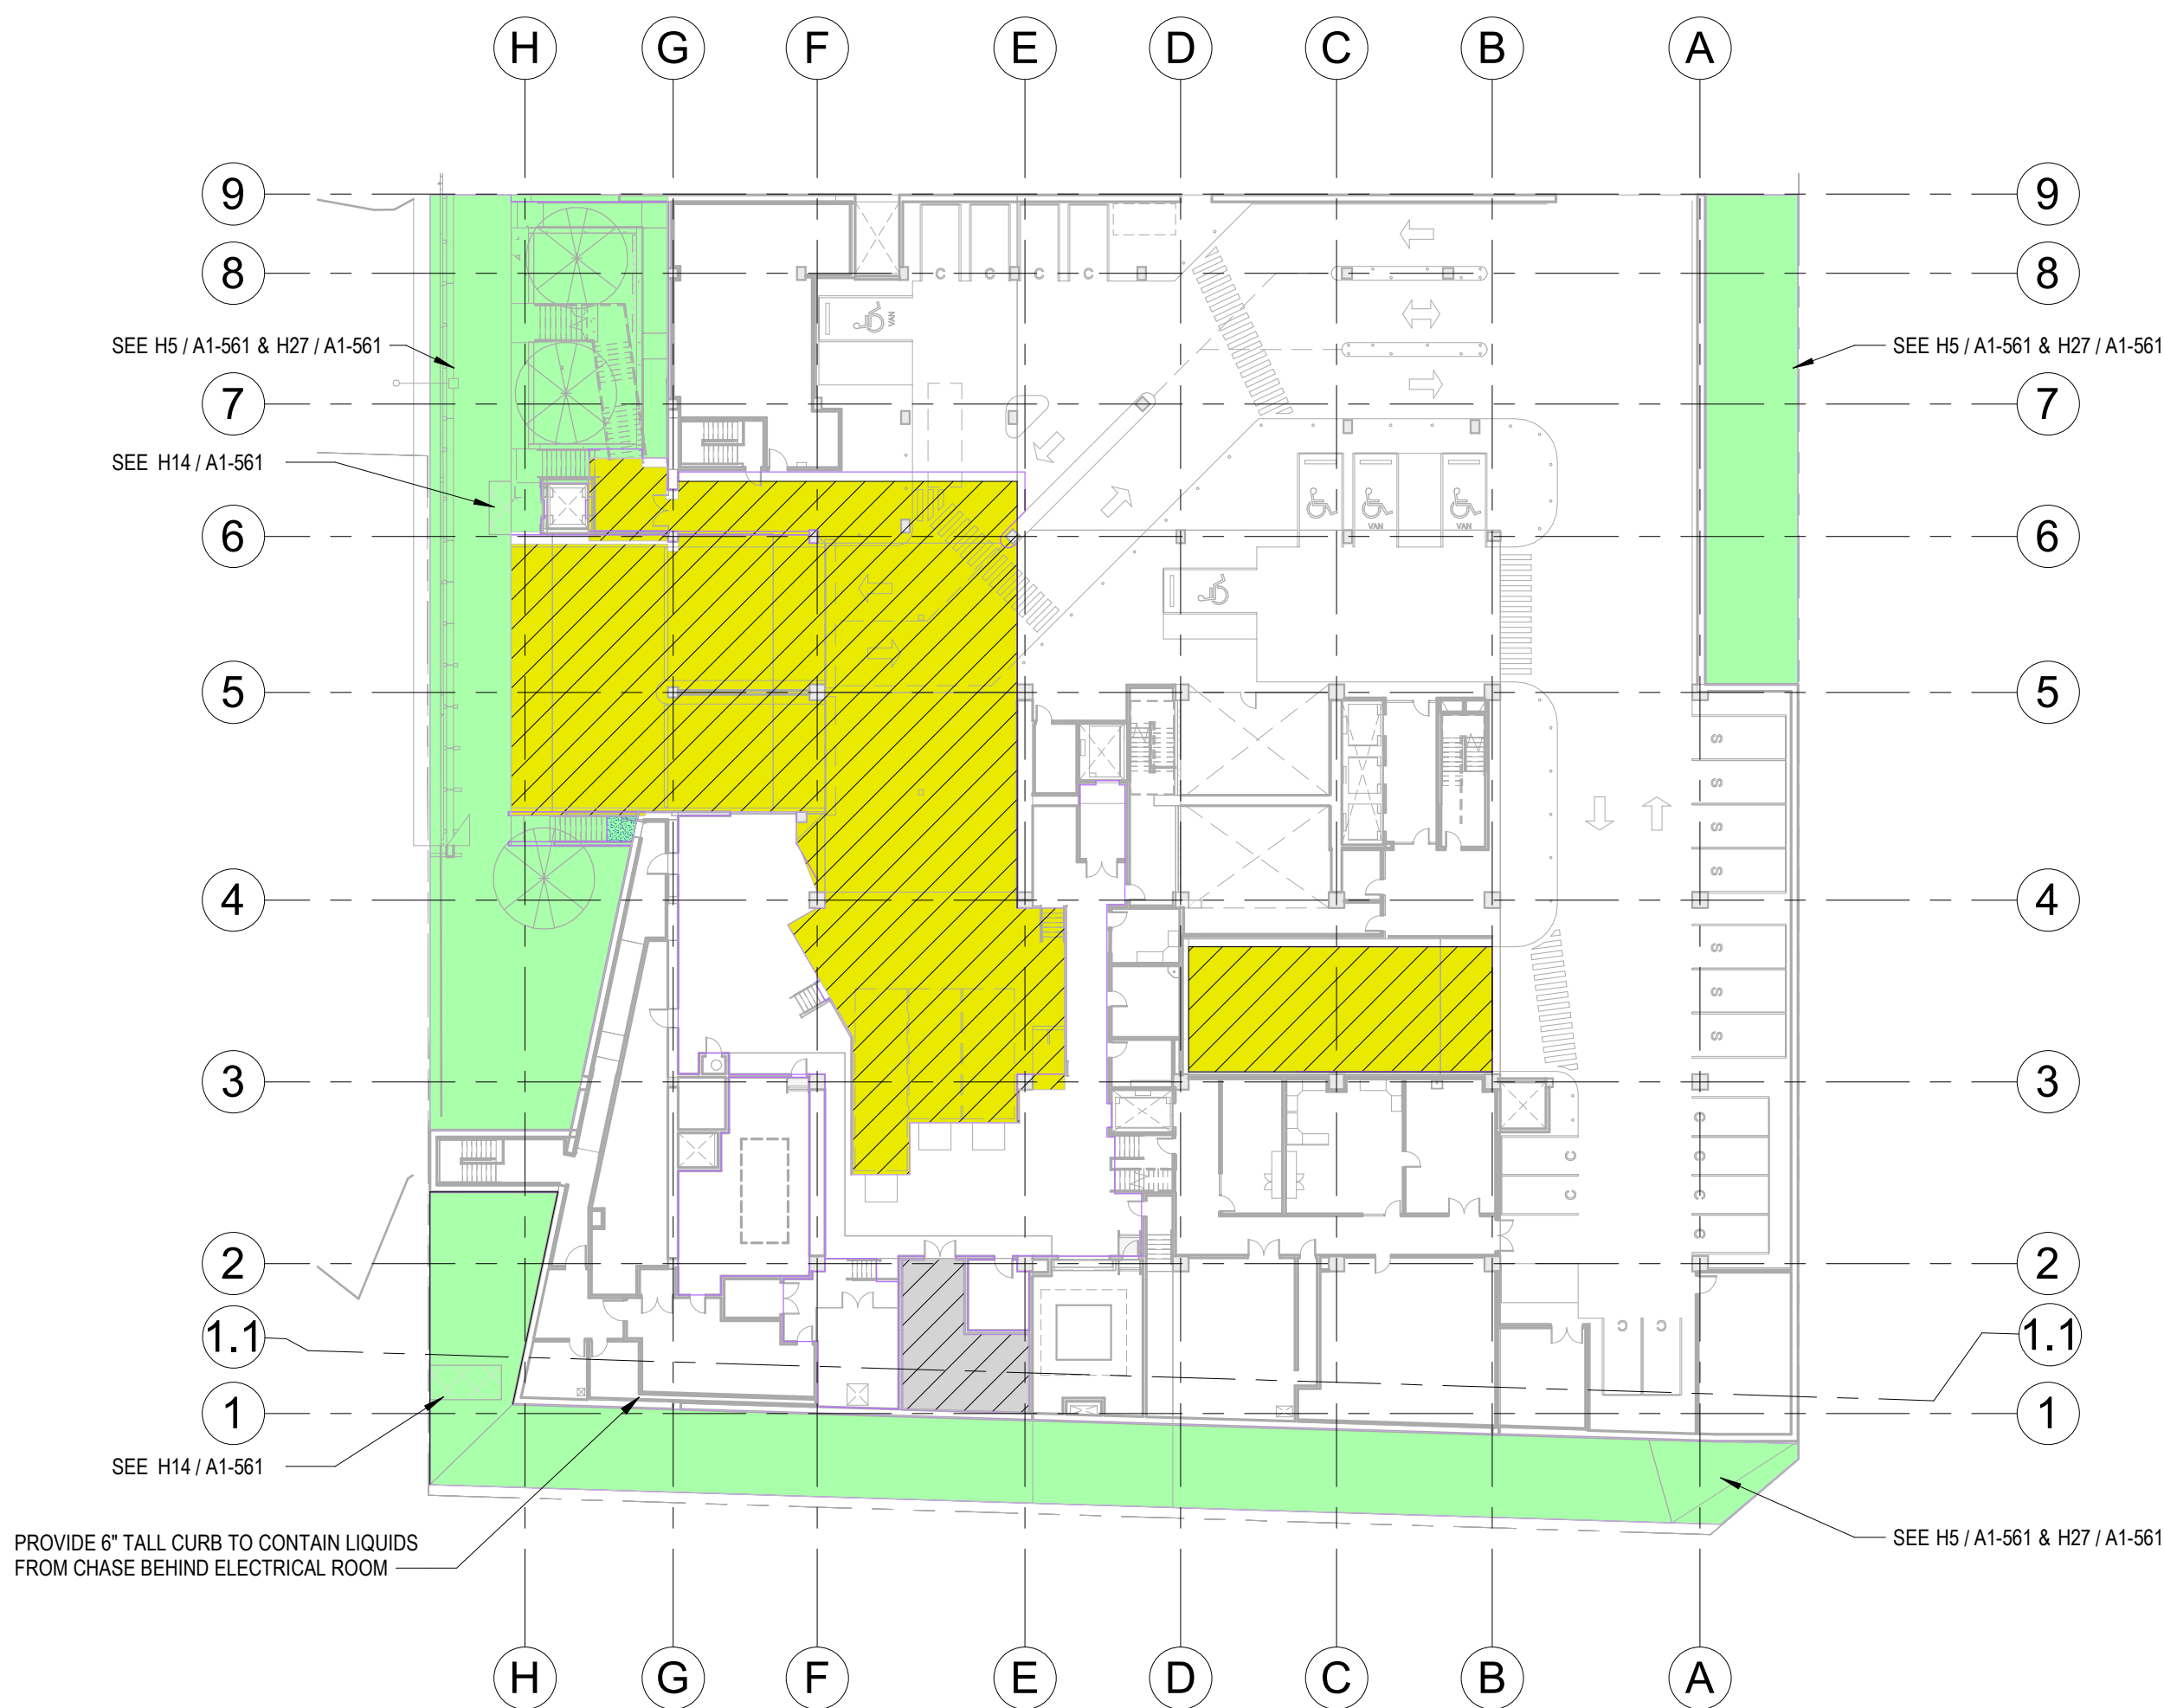 H G F E D C B A
9 9
8 C C C C 8
VAN
SEE H5 / A1-561 & H27 / A1-561 SEE H5 / A1-561 & H27 / A1-561
7 7
SEE H14 / A1-561
VAN VAN
6 6
5 5
S
S
S
S
4 4
S
S
S
3 3
C
C C
C C
C
2 2
1.1 C C 1.1
1 1
SEE H14 / A1-561
PROVIDE 6" TALL CURB TO CONTAIN LIQUIDS
FROM CHASE BEHIND ELECTRICAL ROOM
SEE H5 / A1-561 & H27 / A1-561
H G F E D C B A